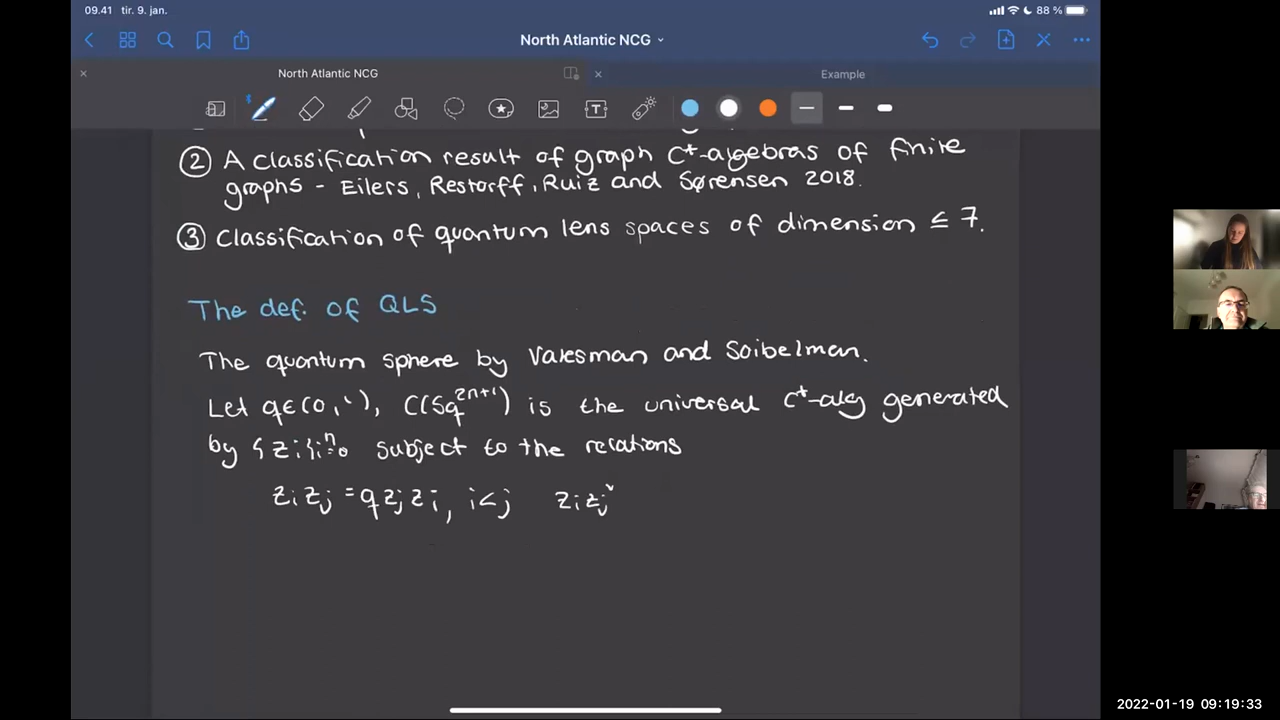 09.41 tir. 9. jan.
88 %
North Atlantic NCG
North Atlantic NCG
Example
② A classification result of graph C*-algebras of finite
graphs - Eilers, Restorff, Ruiz and Sørensen 2018.
③ Classification of quantum lens spaces of dimension ≤ 7.
The def. of QLS
The quantum sphere by Vaksman and Soibelman.
Let q∈(0,1), C(S_q^{2n+1}) is the universal C*-alg generated
by {z_i}_{i=0}^n subject to the relations
z_i z_j = q z_j z_i, i<j z_i z_j^*
2022-01-19 09:19:33